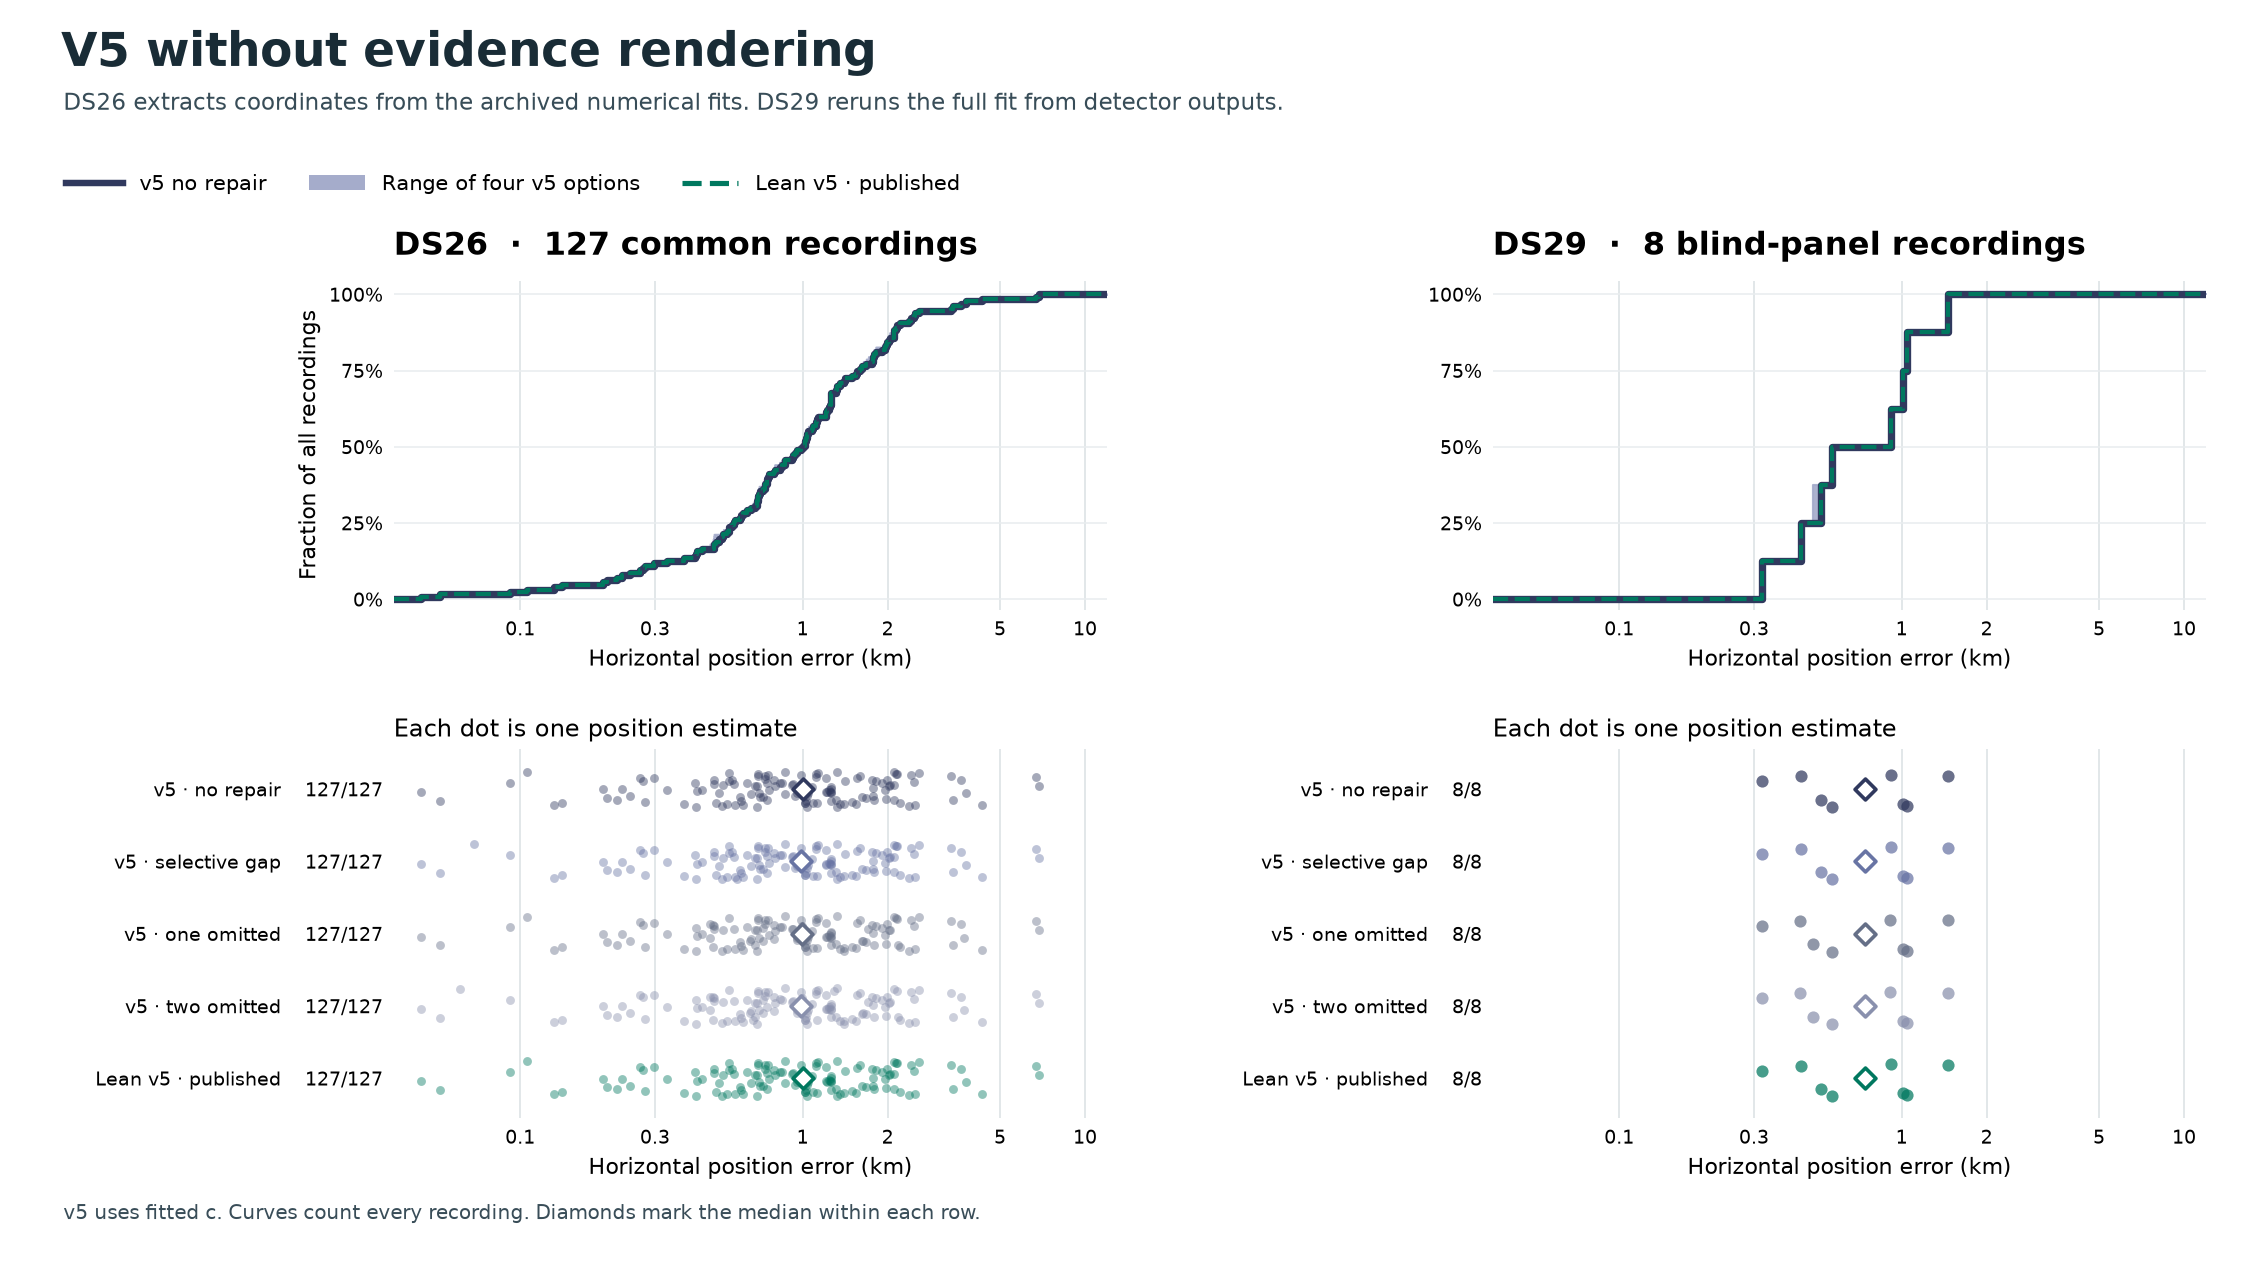 V5 without evidence rendering
DS26 extracts coordinates from the archived numerical fits. DS29 reruns the full fit from detector outputs.
v5 no repair
Range of four v5 options
Lean v5 · published
DS26 · 127 common recordings
100%
75%
50%
25%
0%
Fraction of all recordings
0.1 0.3 1 2 5 10
Horizontal position error (km)
DS29 · 8 blind-panel recordings
100%
75%
50%
25%
0%
0.1 0.3 1 2 5 10
Horizontal position error (km)
Each dot is one position estimate
v5 · no repair 127/127
v5 · selective gap 127/127
v5 · one omitted 127/127
v5 · two omitted 127/127
Lean v5 · published 127/127
0.1 0.3 1 2 5 10
Horizontal position error (km)
Each dot is one position estimate
v5 · no repair 8/8
v5 · selective gap 8/8
v5 · one omitted 8/8
v5 · two omitted 8/8
Lean v5 · published 8/8
0.1 0.3 1 2 5 10
Horizontal position error (km)
v5 uses fitted c. Curves count every recording. Diamonds mark the median within each row.